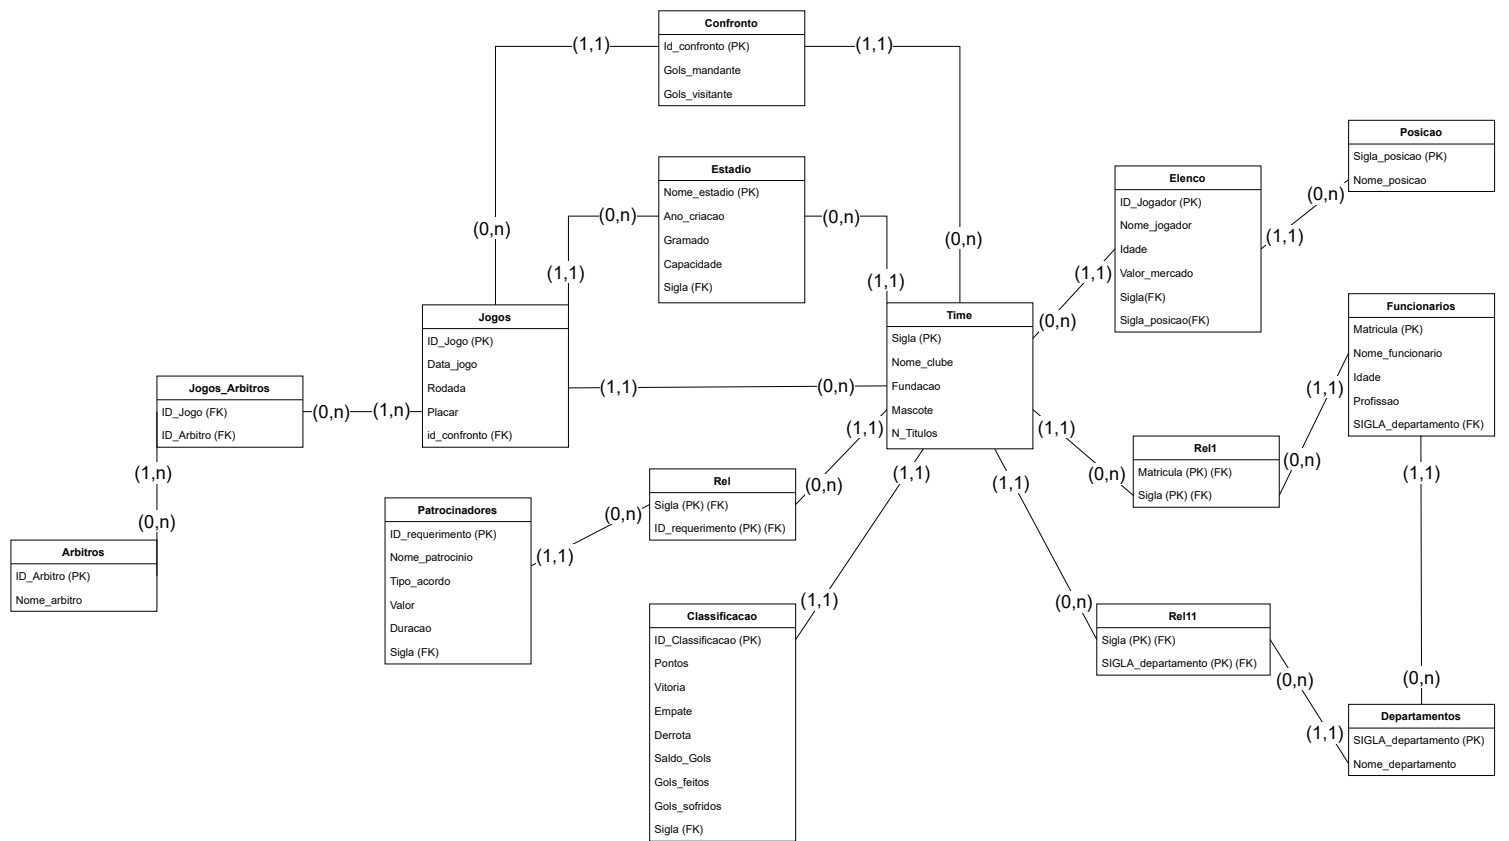 Confronto
Id_confronto (PK)
Gols_mandante
Gols_visitante
(1,1)
(1,1)
(0,n)
(0,n)
Estadio
Nome_estadio (PK)
Ano_criacao
Gramado
Capacidade
Sigla (FK)
(0,n)
(0,n)
(1,1)
(1,1)
Posicao
Sigla_posicao (PK)
Nome_posicao
(0,n)
(1,1)
Elenco
ID_Jogador (PK)
Nome_jogador
Idade
Valor_mercado
Sigla(FK)
Sigla_posicao(FK)
(1,1)
(0,n)
Jogos
ID_Jogo (PK)
Data_jogo
Rodada
Placar
id_confronto (FK)
(1,1)
(0,n)
Time
Sigla (PK)
Nome_clube
Fundacao
Mascote
N_Titulos
Funcionarios
Matricula (PK)
Nome_funcionario
Idade
Profissao
SIGLA_departamento (FK)
(1,1)
(0,n)
Jogos_Arbitros
ID_Jogo (FK)
ID_Arbitro (FK)
(0,n)
(1,n)
(1,n)
(0,n)
Arbitros
ID_Arbitro (PK)
Nome_arbitro
(1,1)
(0,n)
Rel1
Matricula (PK) (FK)
Sigla (PK) (FK)
(1,1)
(0,n)
Rel
Sigla (PK) (FK)
ID_requerimento (PK) (FK)
(0,n)
(1,1)
Patrocinadores
ID_requerimento (PK)
Nome_patrocinio
Tipo_acordo
Valor
Duracao
Sigla (FK)
(1,1)
(1,1)
Classificacao
ID_Classificacao (PK)
Pontos
Vitoria
Empate
Derrota
Saldo_Gols
Gols_feitos
Gols_sofridos
Sigla (FK)
(1,1)
(0,n)
Rel11
Sigla (PK) (FK)
SIGLA_departamento (PK) (FK)
(0,n)
(1,1)
(1,1)
(0,n)
Departamentos
SIGLA_departamento (PK)
Nome_departamento